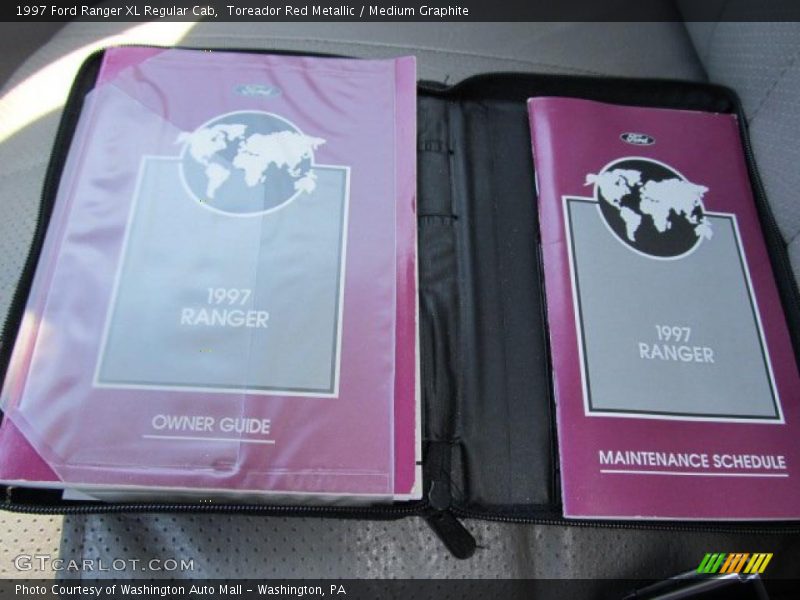 1997 Ford Ranger XL Regular Cab,  Toreador Red Metallic / Medium Graphite
Ford
1997
RANGER
OWNER GUIDE
Ford
1997
RANGER
MAINTENANCE SCHEDULE
GTCARLOT.COM
Photo Courtesy of Washington Auto Mall - Washington, PA